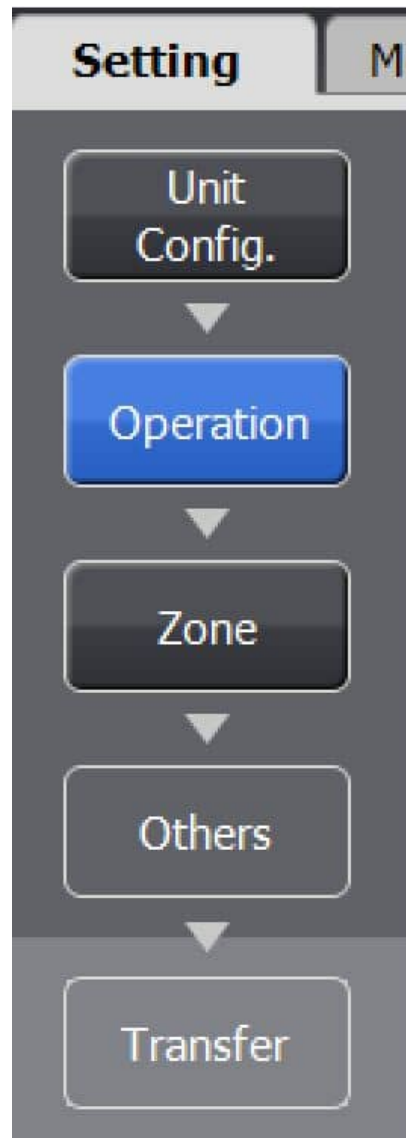 Setting
M
Unit
Config.
Operation
Zone
Others
Transfer